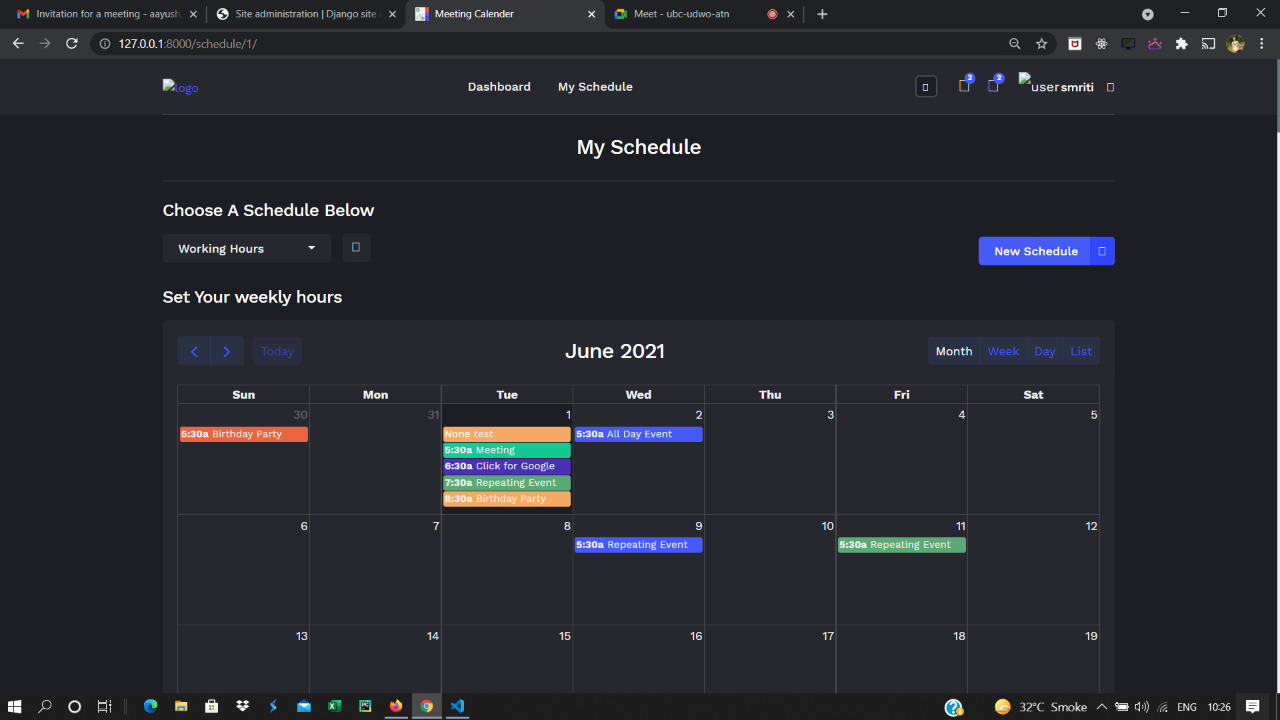 Invitation for a meeting - aayush
Site administration | Django site a
Meeting Calender
Meet - ubc-udwo-atn
127.0.0.1:8000/schedule/1/
logo
Dashboard
My Schedule
2
2
user smriti
My Schedule
Choose A Schedule Below
Working Hours
New Schedule
Set Your weekly hours
Today
June 2021
Month Week Day List
Sun Mon Tue Wed Thu Fri Sat
30 31 1 2 3 4 5
5:30a Birthday Party
None test
5:30a All Day Event
5:30a Meeting
6:30a Click for Google
7:30a Repeating Event
8:30a Birthday Party
6 7 8 9 10 11 12
5:30a Repeating Event
5:30a Repeating Event
13 14 15 16 17 18 19
32°C Smoke
ENG
10:26